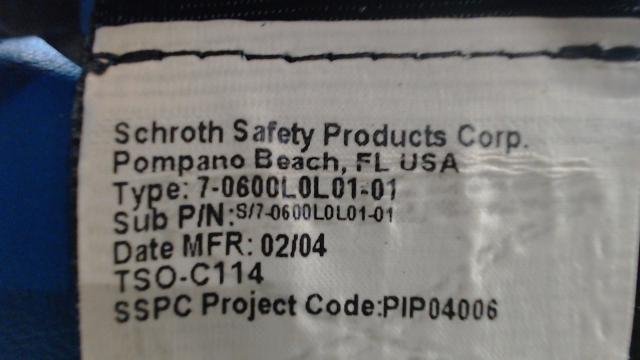 Schroth Safety Products Corp.
Pompano Beach, FL USA
Type: 7-0600L0L01-01
Sub P/N:S/7-0600L0L01-01
Date MFR: 02/04
TSO-C114
SSPC Project Code:PIP04006